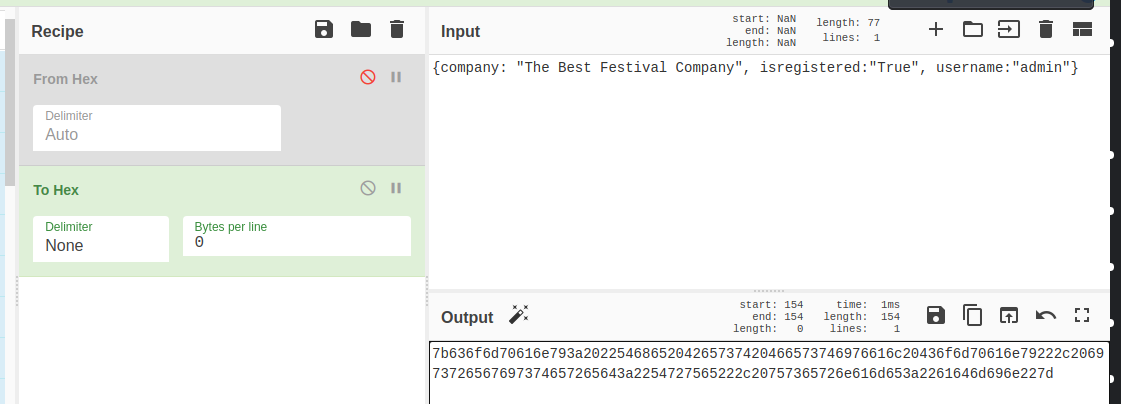 Recipe
From Hex
Delimiter
Auto
To Hex
Delimiter
None
Bytes per line
0
Input
start: NaN
end: NaN
length: NaN
length: 77
lines: 1
{company: "The Best Festival Company", isregistered:"True", username:"admin"}
Output
start: 154
end: 154
length: 0
time: 1ms
length: 154
lines: 1
7b636f6d70616e793a2022546865204265737420466573746976616c20436f6d70616e79222c2069
73726567697374657265643a2254727565222c20757365726e616d653a2261646d696e227d